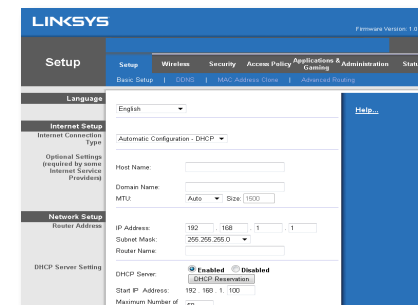 LINKSYS
Firmware Version: 1.0
Setup
Setup Wireless Security Access Policy Applications & Gaming Administration Statu
Basic Setup | DDNS | MAC Address Clone | Advanced Routing
Language
English
Help...
Internet Setup
Internet Connection Type
Automatic Configuration - DHCP
Optional Settings
(required by some
Internet Service
Providers)
Host Name:
Domain Name:
MTU: Auto Size: 1500
Network Setup
Router Address
IP Address: 192 . 168 . 1 . 1
Subnet Mask: 255.255.255.0
Router Name:
DHCP Server Setting
DHCP Server: Enabled Disabled
DHCP Reservation
Start IP Address: 192 . 168 . 1. 100
Maximum Number of